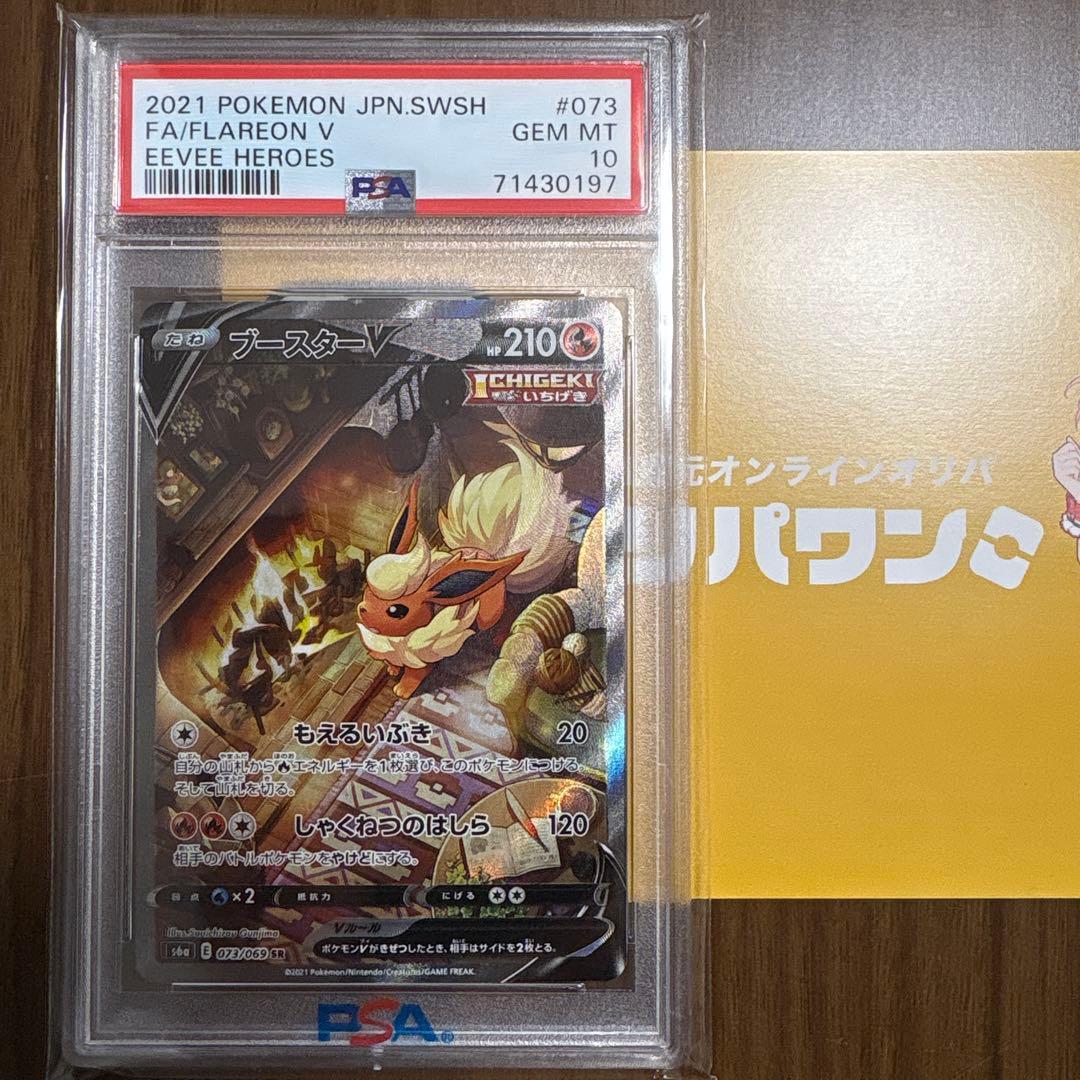 2021 POKEMON JPN.SWSH #073
FA/FLAREON V GEM MT
EEVEE HEROES 10
71430197
PSA
たね ブースターV HP 210
ICHIGEKI
いちげき
元オンラインオリパ
パワン
もえるいぶき 20
自分の山札からエネルギーを1枚選び、このポケモンにつける。
そして山札を切る。
しゃくねつのはしら 120
相手のバトルポケモンをやけどにする。
弱点 ×2 抵抗力 にげる
Vルール
ポケモンVがきぜつしたとき、相手はサイドを2枚とる。
Illus. Sanichirou Gunjima
s6a E 073/069 SR
©2021 Pokémon/Nintendo/Creatures/GAME FREAK.
PSA®